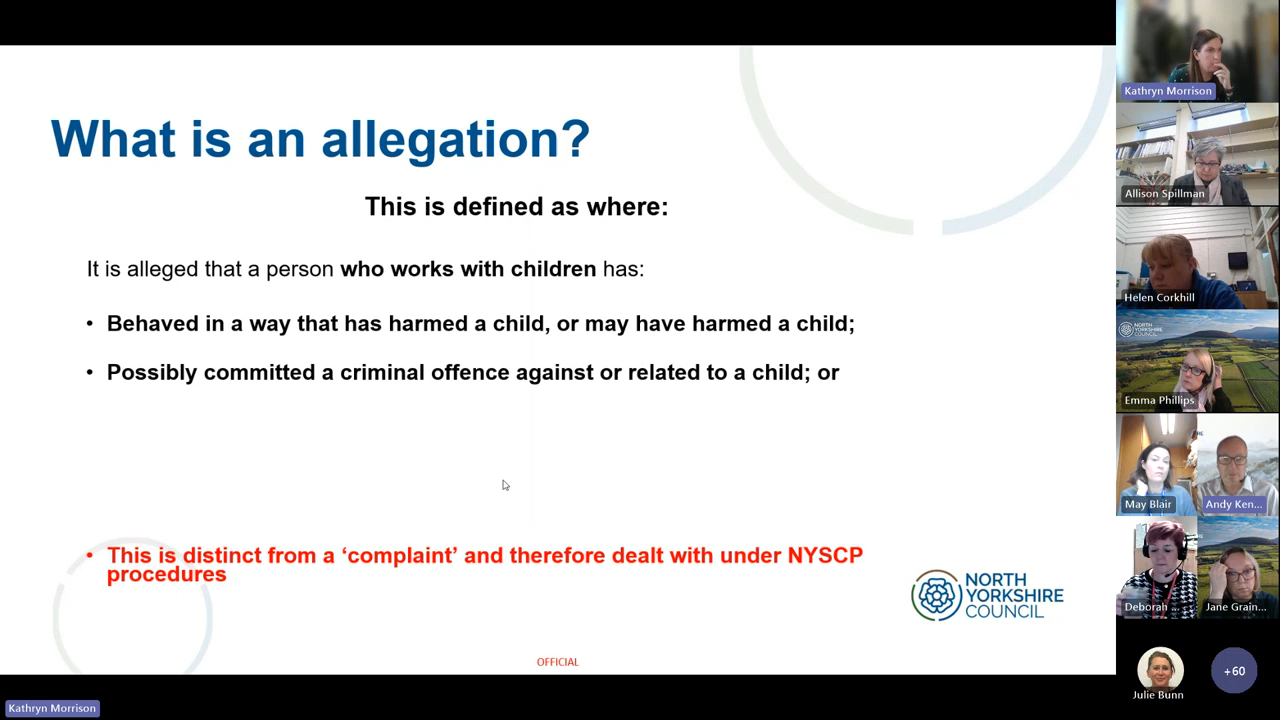 What is an allegation?
This is defined as where:
It is alleged that a person who works with children has:
• Behaved in a way that has harmed a child, or may have harmed a child;
• Possibly committed a criminal offence against or related to a child; or
• This is distinct from a ‘complaint’ and therefore dealt with under NYSCP
procedures
NORTH
YORKSHIRE
COUNCIL
OFFICIAL
Kathryn Morrison
Kathryn Morrison
Allison Spillman
Helen Corkhill
NORTH
YORKSHIRE
COUNCIL
Emma Phillips
May Blair
Andy Ken...
Deborah ...
Jane Grain...
Julie Bunn
+60